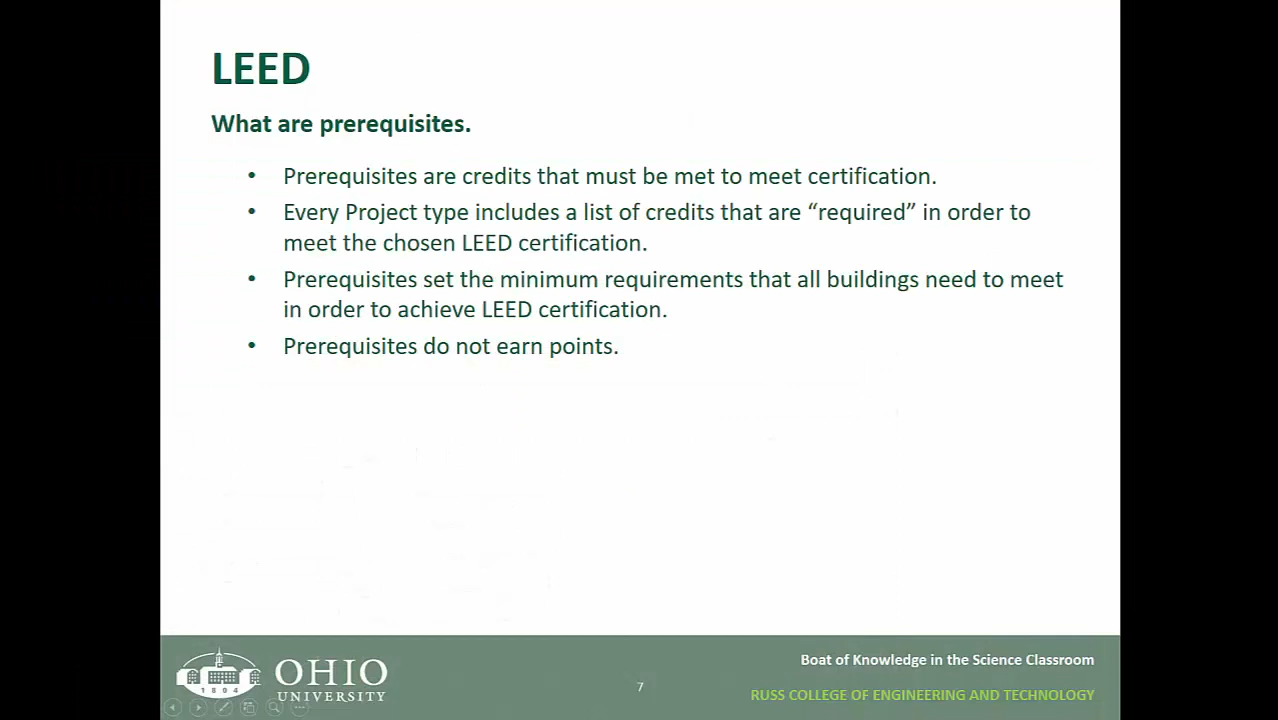 LEED
What are prerequisites.
• Prerequisites are credits that must be met to meet certification.
• Every Project type includes a list of credits that are “required” in order to
meet the chosen LEED certification.
• Prerequisites set the minimum requirements that all buildings need to meet
in order to achieve LEED certification.
• Prerequisites do not earn points.
1804
OHIO
UNIVERSITY
7
Boat of Knowledge in the Science Classroom
RUSS COLLEGE OF ENGINEERING AND TECHNOLOGY